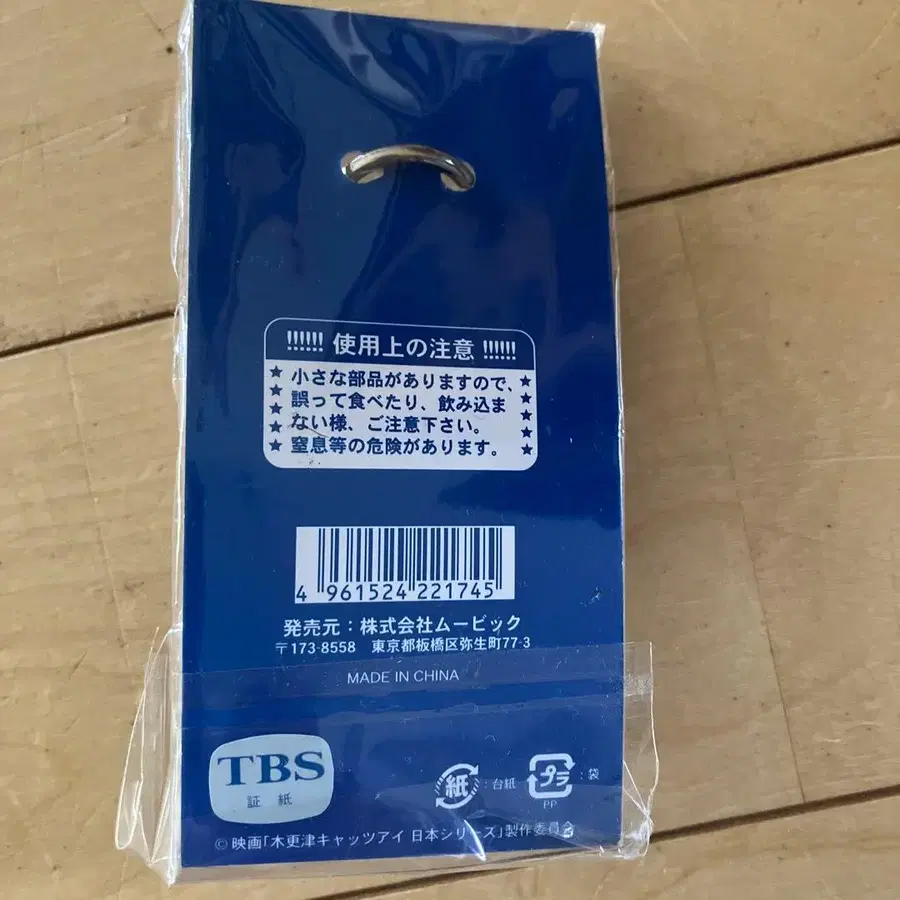 !!!!!! 使用上の注意 !!!!!!
★ 小さな部品がありますので、 ★
★ 誤って食べたり、飲み込ま ★
★ ない様、ご注意下さい。 ★
★ 窒息等の危険があります。 ★
4 961524 221745
発売元:株式会社ムービック
〒173-8558 東京都板橋区弥生町77-3
MADE IN CHINA
TBS
証紙
紙 :台紙
プラ :袋
PP
© 映画「木更津キャッツアイ 日本シリーズ」製作委員会